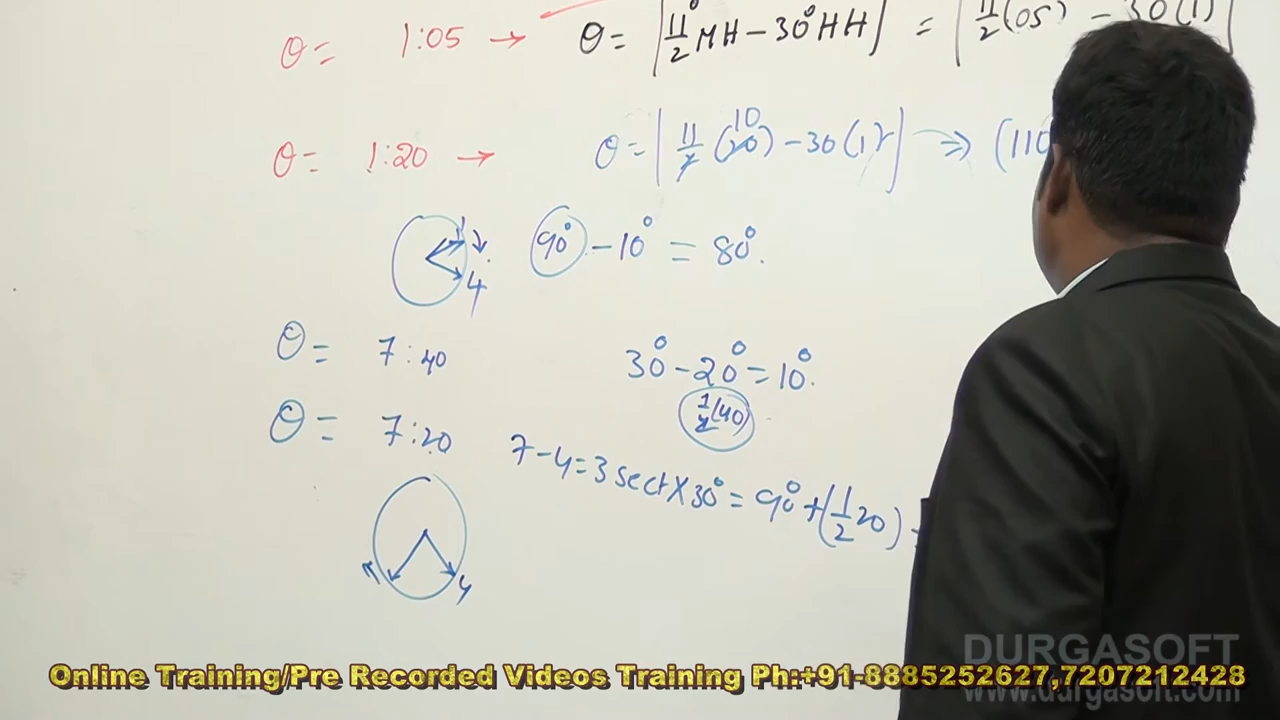 θ = 1:05 → θ = |11°/2 MH - 30° HH| = |11/2 (05) - 30(1)|
θ = 1:20 → θ = |11/2 (20) 10 - 30(1)| ⇒ (110
1
4
90° - 10° = 80°.
θ = 7:40 30° - 20° = 10°.
1/2 (40)
θ = 7:20 7-4=3 sect X 30° = 90° + (1/2 20)
4
DURGASOFT
www.durgasoft.com
Online Training/Pre Recorded Videos Training Ph:+91-8885252627,7207212428